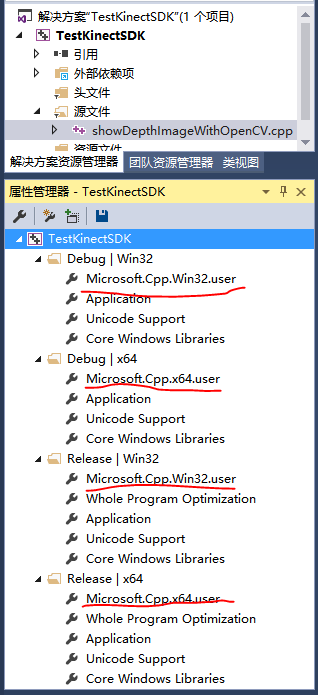 解决方案“TestKinectSDK”(1 个项目)
TestKinectSDK
引用
外部依赖项
头文件
源文件
showDepthImageWithOpenCV.cpp
资源文件
解决方案资源管理器 团队资源管理器 类视图
属性管理器 - TestKinectSDK
TestKinectSDK
Debug | Win32
Microsoft.Cpp.Win32.user
Application
Unicode Support
Core Windows Libraries
Debug | x64
Microsoft.Cpp.x64.user
Application
Unicode Support
Core Windows Libraries
Release | Win32
Microsoft.Cpp.Win32.user
Whole Program Optimization
Application
Unicode Support
Core Windows Libraries
Release | x64
Microsoft.Cpp.x64.user
Whole Program Optimization
Application
Unicode Support
Core Windows Libraries